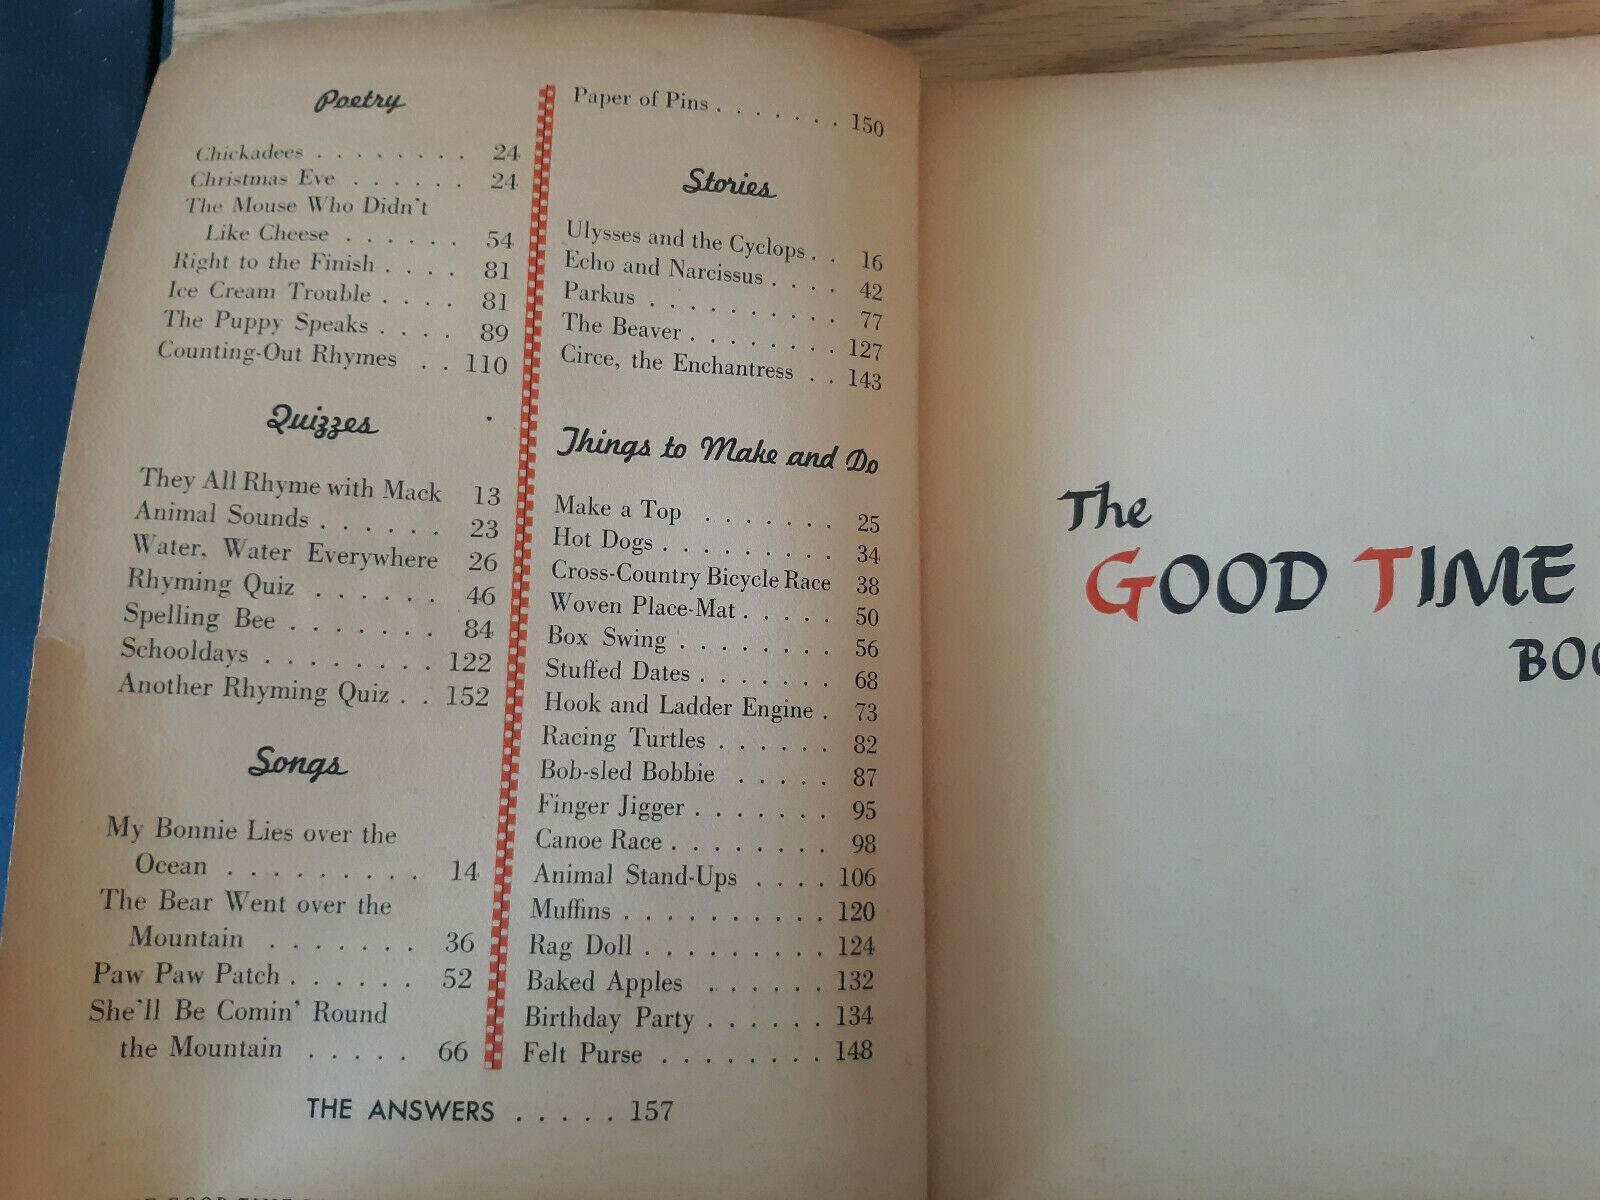 Poetry
Chickadees . . . . . . . . 24
Christmas Eve . . . . . . 24
The Mouse Who Didn't
Like Cheese . . . . . . 54
Right to the Finish . . . . 81
Ice Cream Trouble . . . . 81
The Puppy Speaks . . . . 89
Counting-Out Rhymes . . 110
Quizzes
They All Rhyme with Mack 13
Animal Sounds . . . . . . 23
Water, Water Everywhere 26
Rhyming Quiz . . . . . . 46
Spelling Bee . . . . . . . 84
Schooldays . . . . . . . . 122
Another Rhyming Quiz . . 152
Songs
My Bonnie Lies over the
Ocean . . . . . . . . . 14
The Bear Went over the
Mountain . . . . . . . 36
Paw Paw Patch . . . . . . 52
She'll Be Comin' Round
the Mountain . . . . . 66
Paper of Pins . . . . . . . 150
Stories
Ulysses and the Cyclops . . 16
Echo and Narcissus . . . . 42
Parkus . . . . . . . . . 77
The Beaver . . . . . . . . 127
Circe, the Enchantress . . 143
Things to Make and Do
Make a Top . . . . . . . 25
Hot Dogs . . . . . . . . . 34
Cross-Country Bicycle Race 38
Woven Place-Mat . . . . . 50
Box Swing . . . . . . . . 56
Stuffed Dates . . . . . . . 68
Hook and Ladder Engine . 73
Racing Turtles . . . . . . 82
Bob-sled Bobbie . . . . . 87
Finger Jigger . . . . . . . 95
Canoe Race . . . . . . . . 98
Animal Stand-Ups . . . . 106
Muffins . . . . . . . . . . 120
Rag Doll . . . . . . . . . 124
Baked Apples . . . . . . 132
Birthday Party . . . . . . 134
Felt Purse . . . . . . . . 148
THE ANSWERS . . . . . 157
GOOD TIME
The
GOOD TIME
BOO